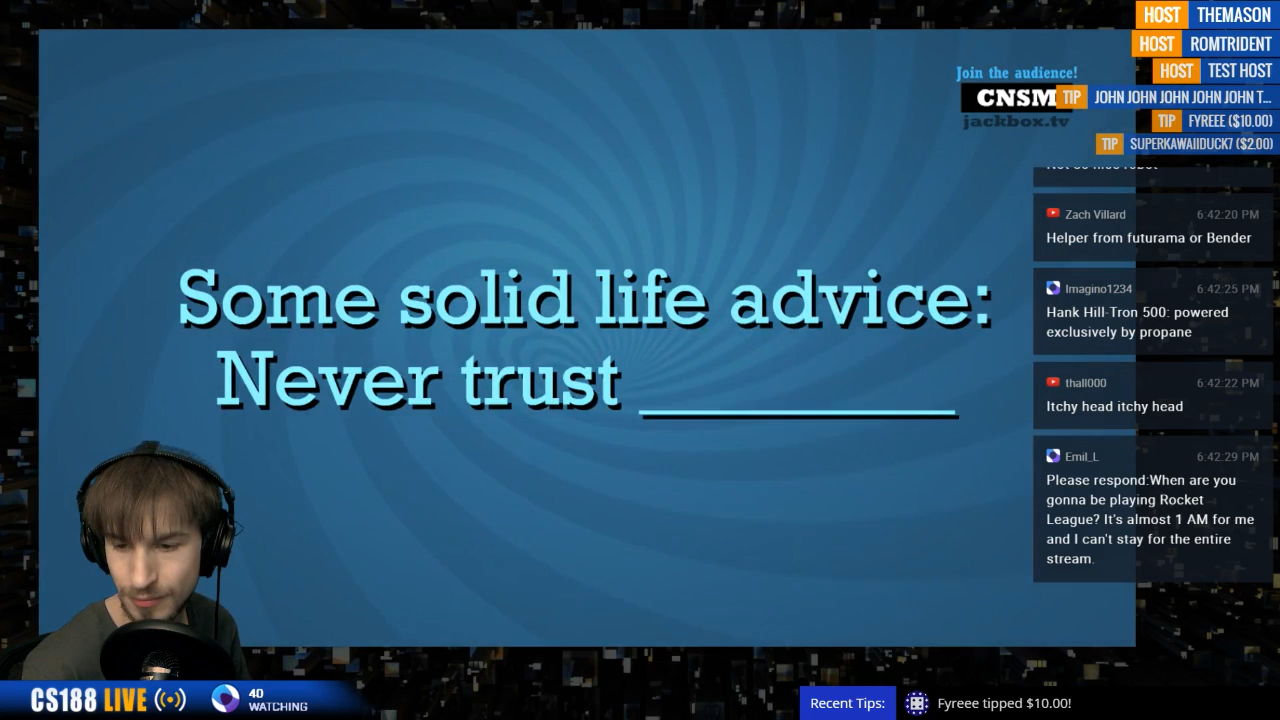 HOST THEMASON
HOST ROMTRIDENT
HOST TEST HOST
TIP JOHN JOHN JOHN JOHN JOHN T...
TIP FYREEE ($10.00)
TIP SUPERKAWAIIDUCK7 ($2.00)
Join the audience!
CNSM
jackbox.tv
Some solid life advice:
Never trust
Zach Villard 6:42:20 PM
Helper from futurama or Bender
Imagino1234 6:42:25 PM
Hank Hill-Tron 500: powered
exclusively by propane
thall000 6:42:22 PM
Itchy head itchy head
Emil_L 6:42:29 PM
Please respond:When are you
gonna be playing Rocket
League? It's almost 1 AM for me
and I can't stay for the entire
stream.
CS188 LIVE
40
WATCHING
Recent Tips:
Fyreee tipped $10.00!